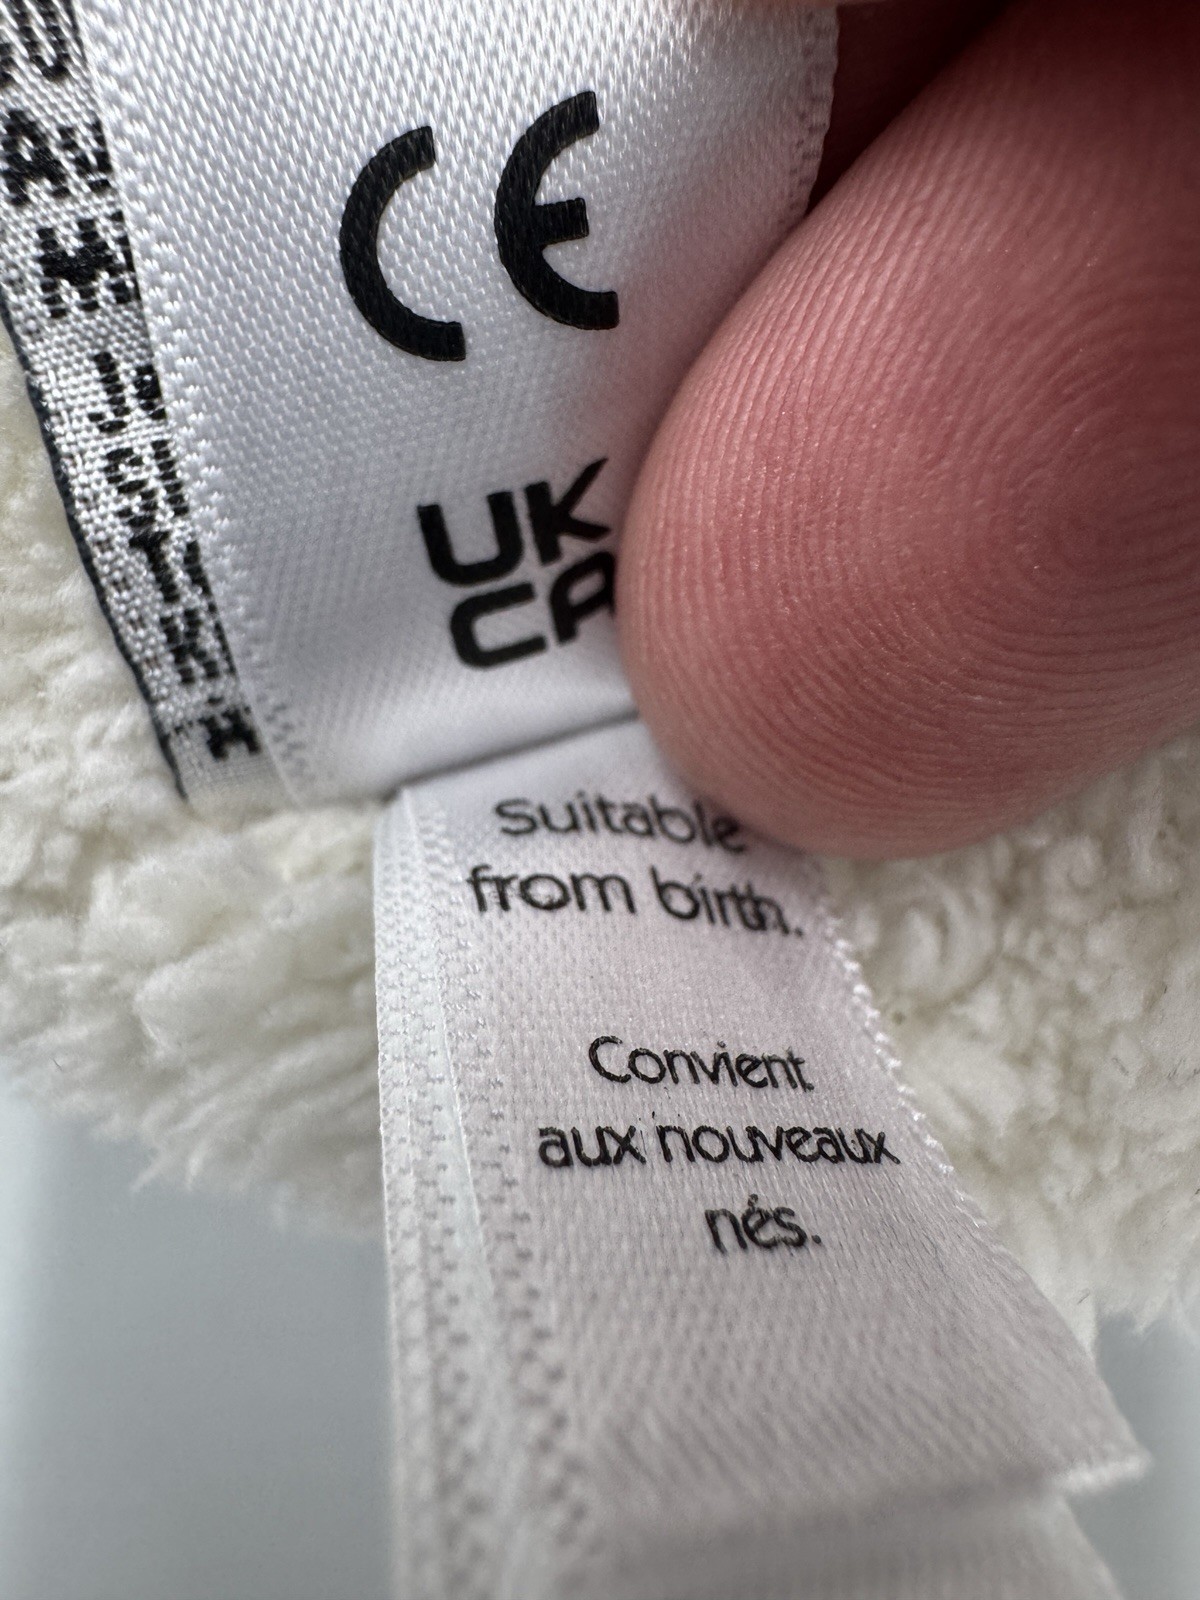 CE
UK
CA
Suitable
from birth.
Convient
aux nouveaux
nés.